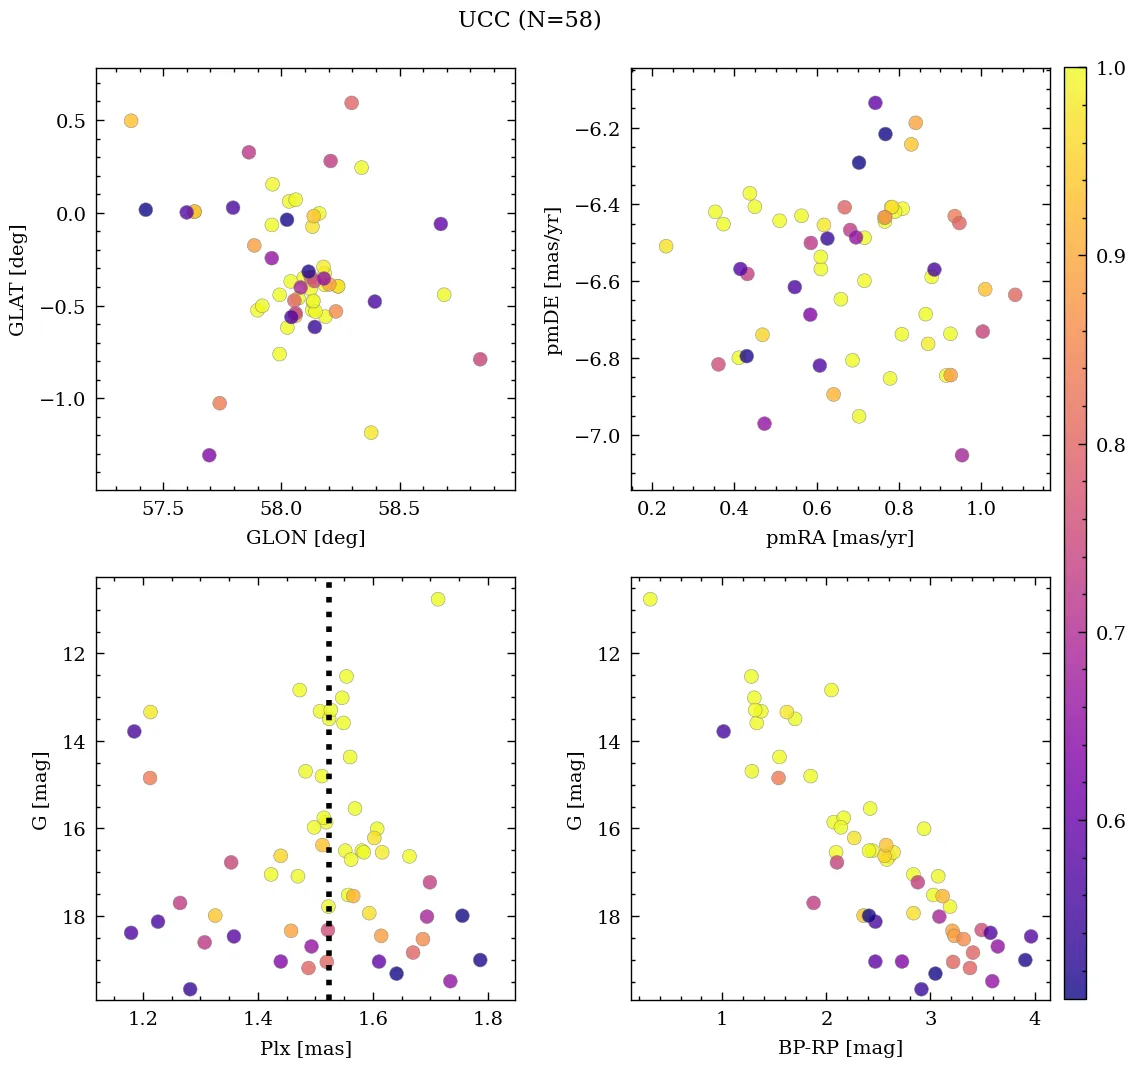 UCC (N=58)
0.5
0.0
−0.5
−1.0
GLAT [deg]
57.5 58.0 58.5
GLON [deg]
−6.2
−6.4
−6.6
−6.8
−7.0
pmDE [mas/yr]
0.2 0.4 0.6 0.8 1.0
pmRA [mas/yr]
1.0
0.9
0.8
0.7
0.6
12
14
16
18
G [mag]
1.2 1.4 1.6 1.8
Plx [mas]
12
14
16
18
G [mag]
1 2 3 4
BP-RP [mag]